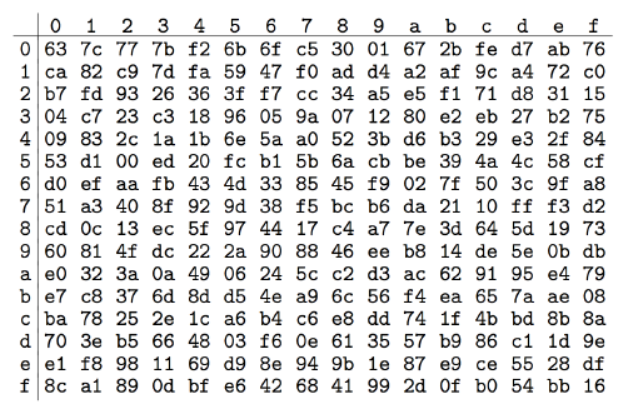 0 1 2 3 4 5 6 7 8 9 a b c d e f
0 63 7c 77 7b f2 6b 6f c5 30 01 67 2b fe d7 ab 76
1 ca 82 c9 7d fa 59 47 f0 ad d4 a2 af 9c a4 72 c0
2 b7 fd 93 26 36 3f f7 cc 34 a5 e5 f1 71 d8 31 15
3 04 c7 23 c3 18 96 05 9a 07 12 80 e2 eb 27 b2 75
4 09 83 2c 1a 1b 6e 5a a0 52 3b d6 b3 29 e3 2f 84
5 53 d1 00 ed 20 fc b1 5b 6a cb be 39 4a 4c 58 cf
6 d0 ef aa fb 43 4d 33 85 45 f9 02 7f 50 3c 9f a8
7 51 a3 40 8f 92 9d 38 f5 bc b6 da 21 10 ff f3 d2
8 cd 0c 13 ec 5f 97 44 17 c4 a7 7e 3d 64 5d 19 73
9 60 81 4f dc 22 2a 90 88 46 ee b8 14 de 5e 0b db
a e0 32 3a 0a 49 06 24 5c c2 d3 ac 62 91 95 e4 79
b e7 c8 37 6d 8d d5 4e a9 6c 56 f4 ea 65 7a ae 08
c ba 78 25 2e 1c a6 b4 c6 e8 dd 74 1f 4b bd 8b 8a
d 70 3e b5 66 48 03 f6 0e 61 35 57 b9 86 c1 1d 9e
e e1 f8 98 11 69 d9 8e 94 9b 1e 87 e9 ce 55 28 df
f 8c a1 89 0d bf e6 42 68 41 99 2d 0f b0 54 bb 16